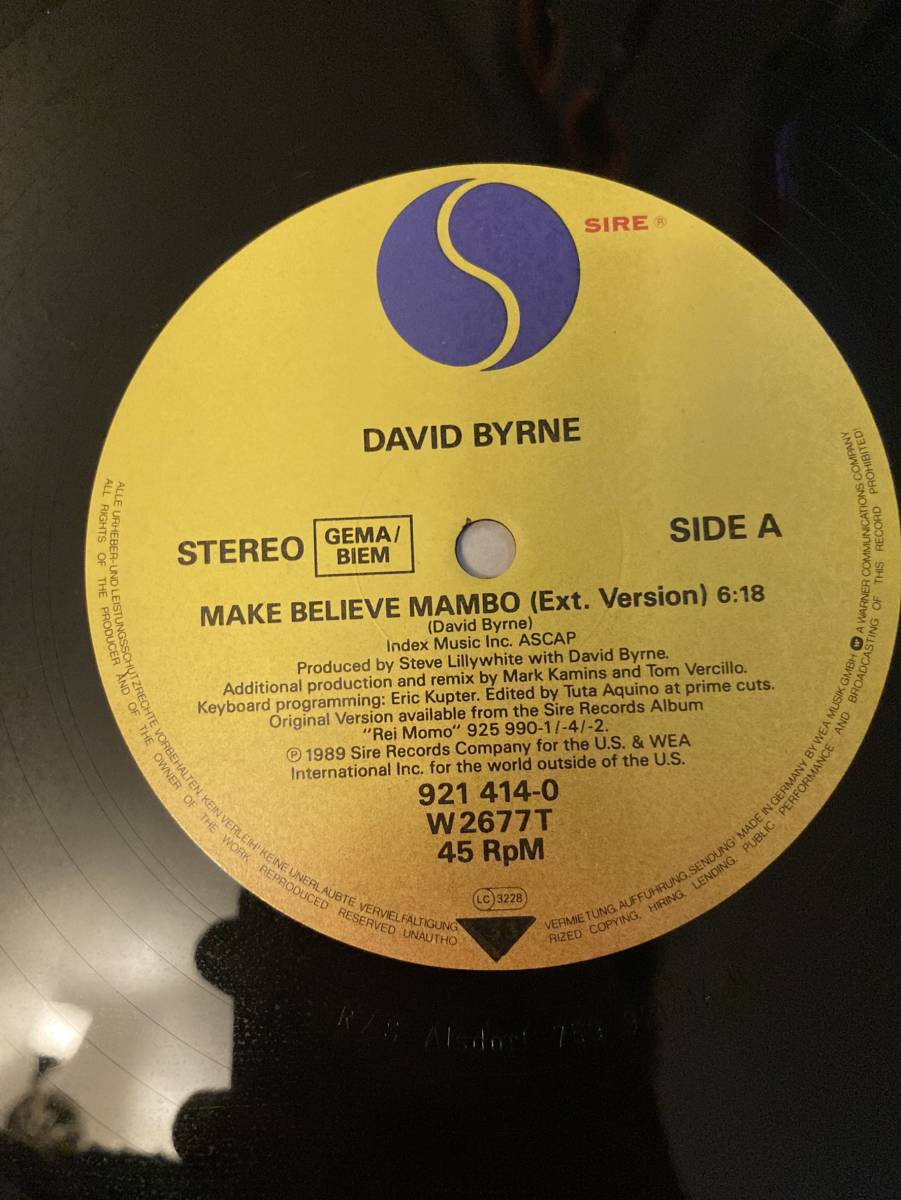 SIRE ®
DAVID BYRNE
STEREO GEMA/ BIEM
SIDE A
MAKE BELIEVE MAMBO (Ext. Version) 6:18
(David Byrne)
Index Music Inc. ASCAP
Produced by Steve Lillywhite with David Byrne.
Additional production and remix by Mark Kamins and Tom Vercillo.
Keyboard programming: Eric Kupter. Edited by Tuta Aquino at prime cuts.
Original Version available from the Sire Records Album
"Rei Momo" 925 990-1/-4/-2.
℗ 1989 Sire Records Company for the U.S. & WEA
International Inc. for the world outside of the U.S.
921 414-0
W 2677T
45 RpM
LC 3228
33
ALLE URHEBER- UND LEISTUNGSSCHUTZRECHTE VORBEHALTEN. KEIN VERLEIH! KEINE UNERLAUBTE VERVIELFÄLTIGUNG,
VERMIETUNG, AUFFÜHRUNG, SENDUNG! MADE IN GERMANY BY WEA MUSIK GMBH A WARNER COMMUNICATIONS COMPANY
ALL RIGHTS OF THE PRODUCER AND OF THE OWNER OF THE WORK REPRODUCED RESERVED UNAUTHO
RIZED COPYING, HIRING, LENDING, PUBLIC PERFORMANCE AND BROADCASTING OF THIS RECORD PROHIBITED!
R/S Alsdorf